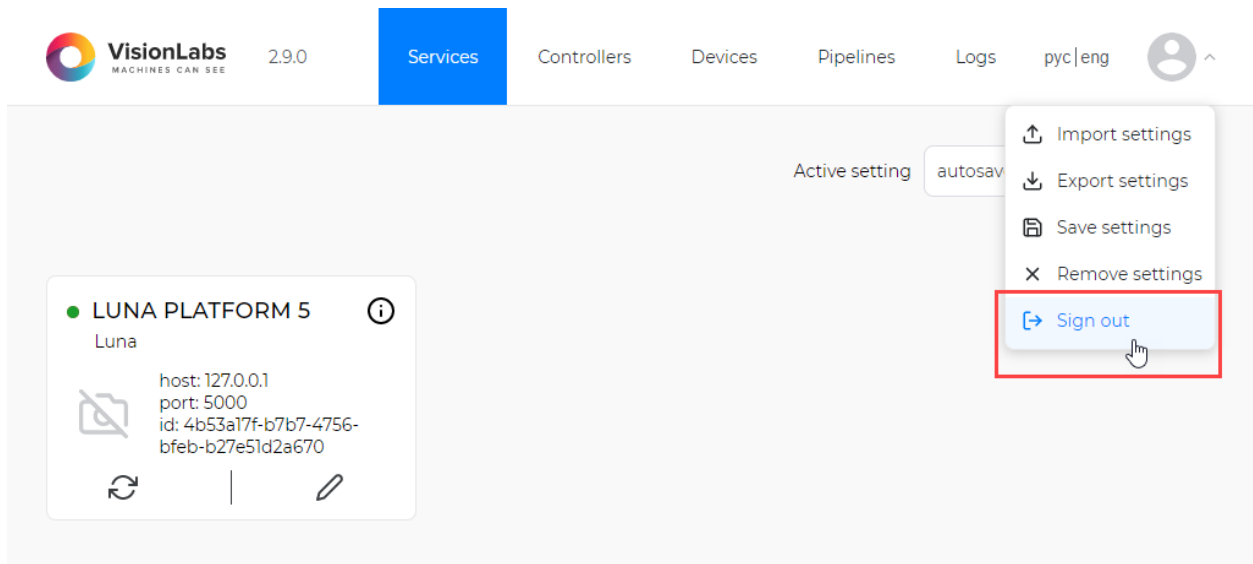 VisionLabs
MACHINES CAN SEE
2.9.0
Services
Controllers
Devices
Pipelines
Logs
рус|eng
Import settings
Active setting
autosav
Export settings
Save settings
Remove settings
Sign out
LUNA PLATFORM 5
Luna
host: 127.0.0.1
port: 5000
id: 4b53a17f-b7b7-4756-
bfeb-b27e51d2a670